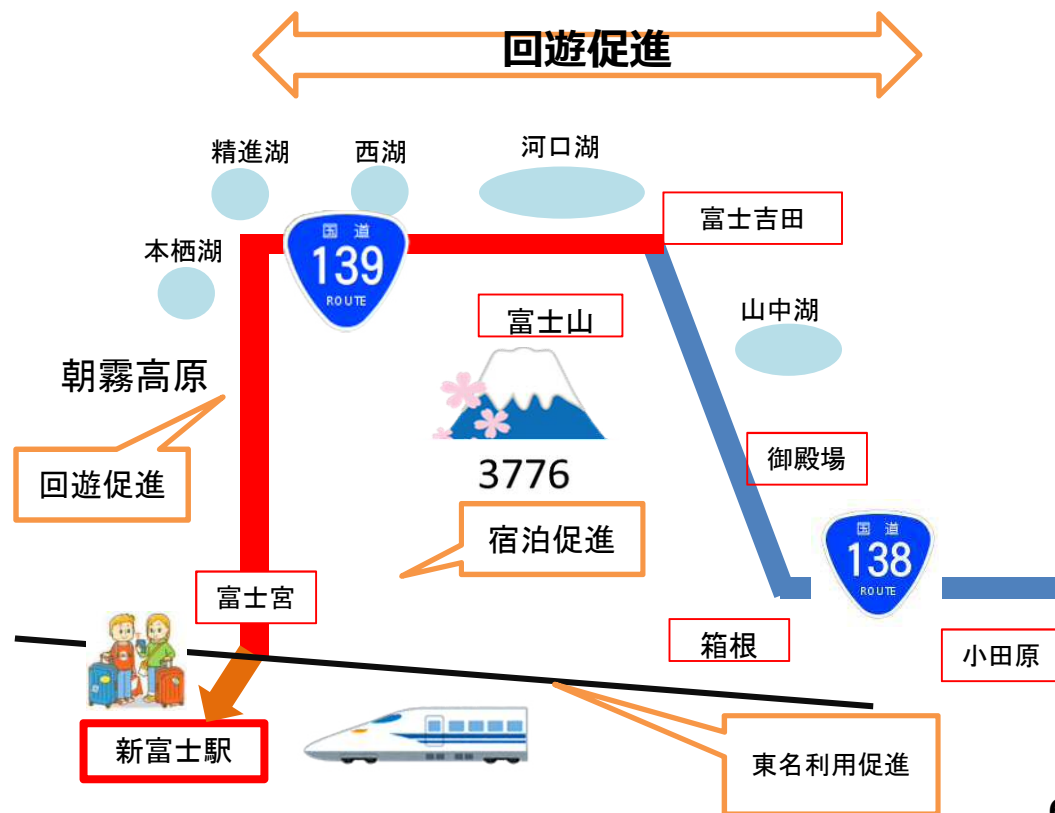 回遊促進
精進湖
西湖
河口湖
富士吉田
国道
139
ROUTE
本栖湖
富士山
山中湖
朝霧高原
3776
御殿場
回遊促進
宿泊促進
国道
138
ROUTE
富士宮
箱根
小田原
新富士駅
東名利用促進